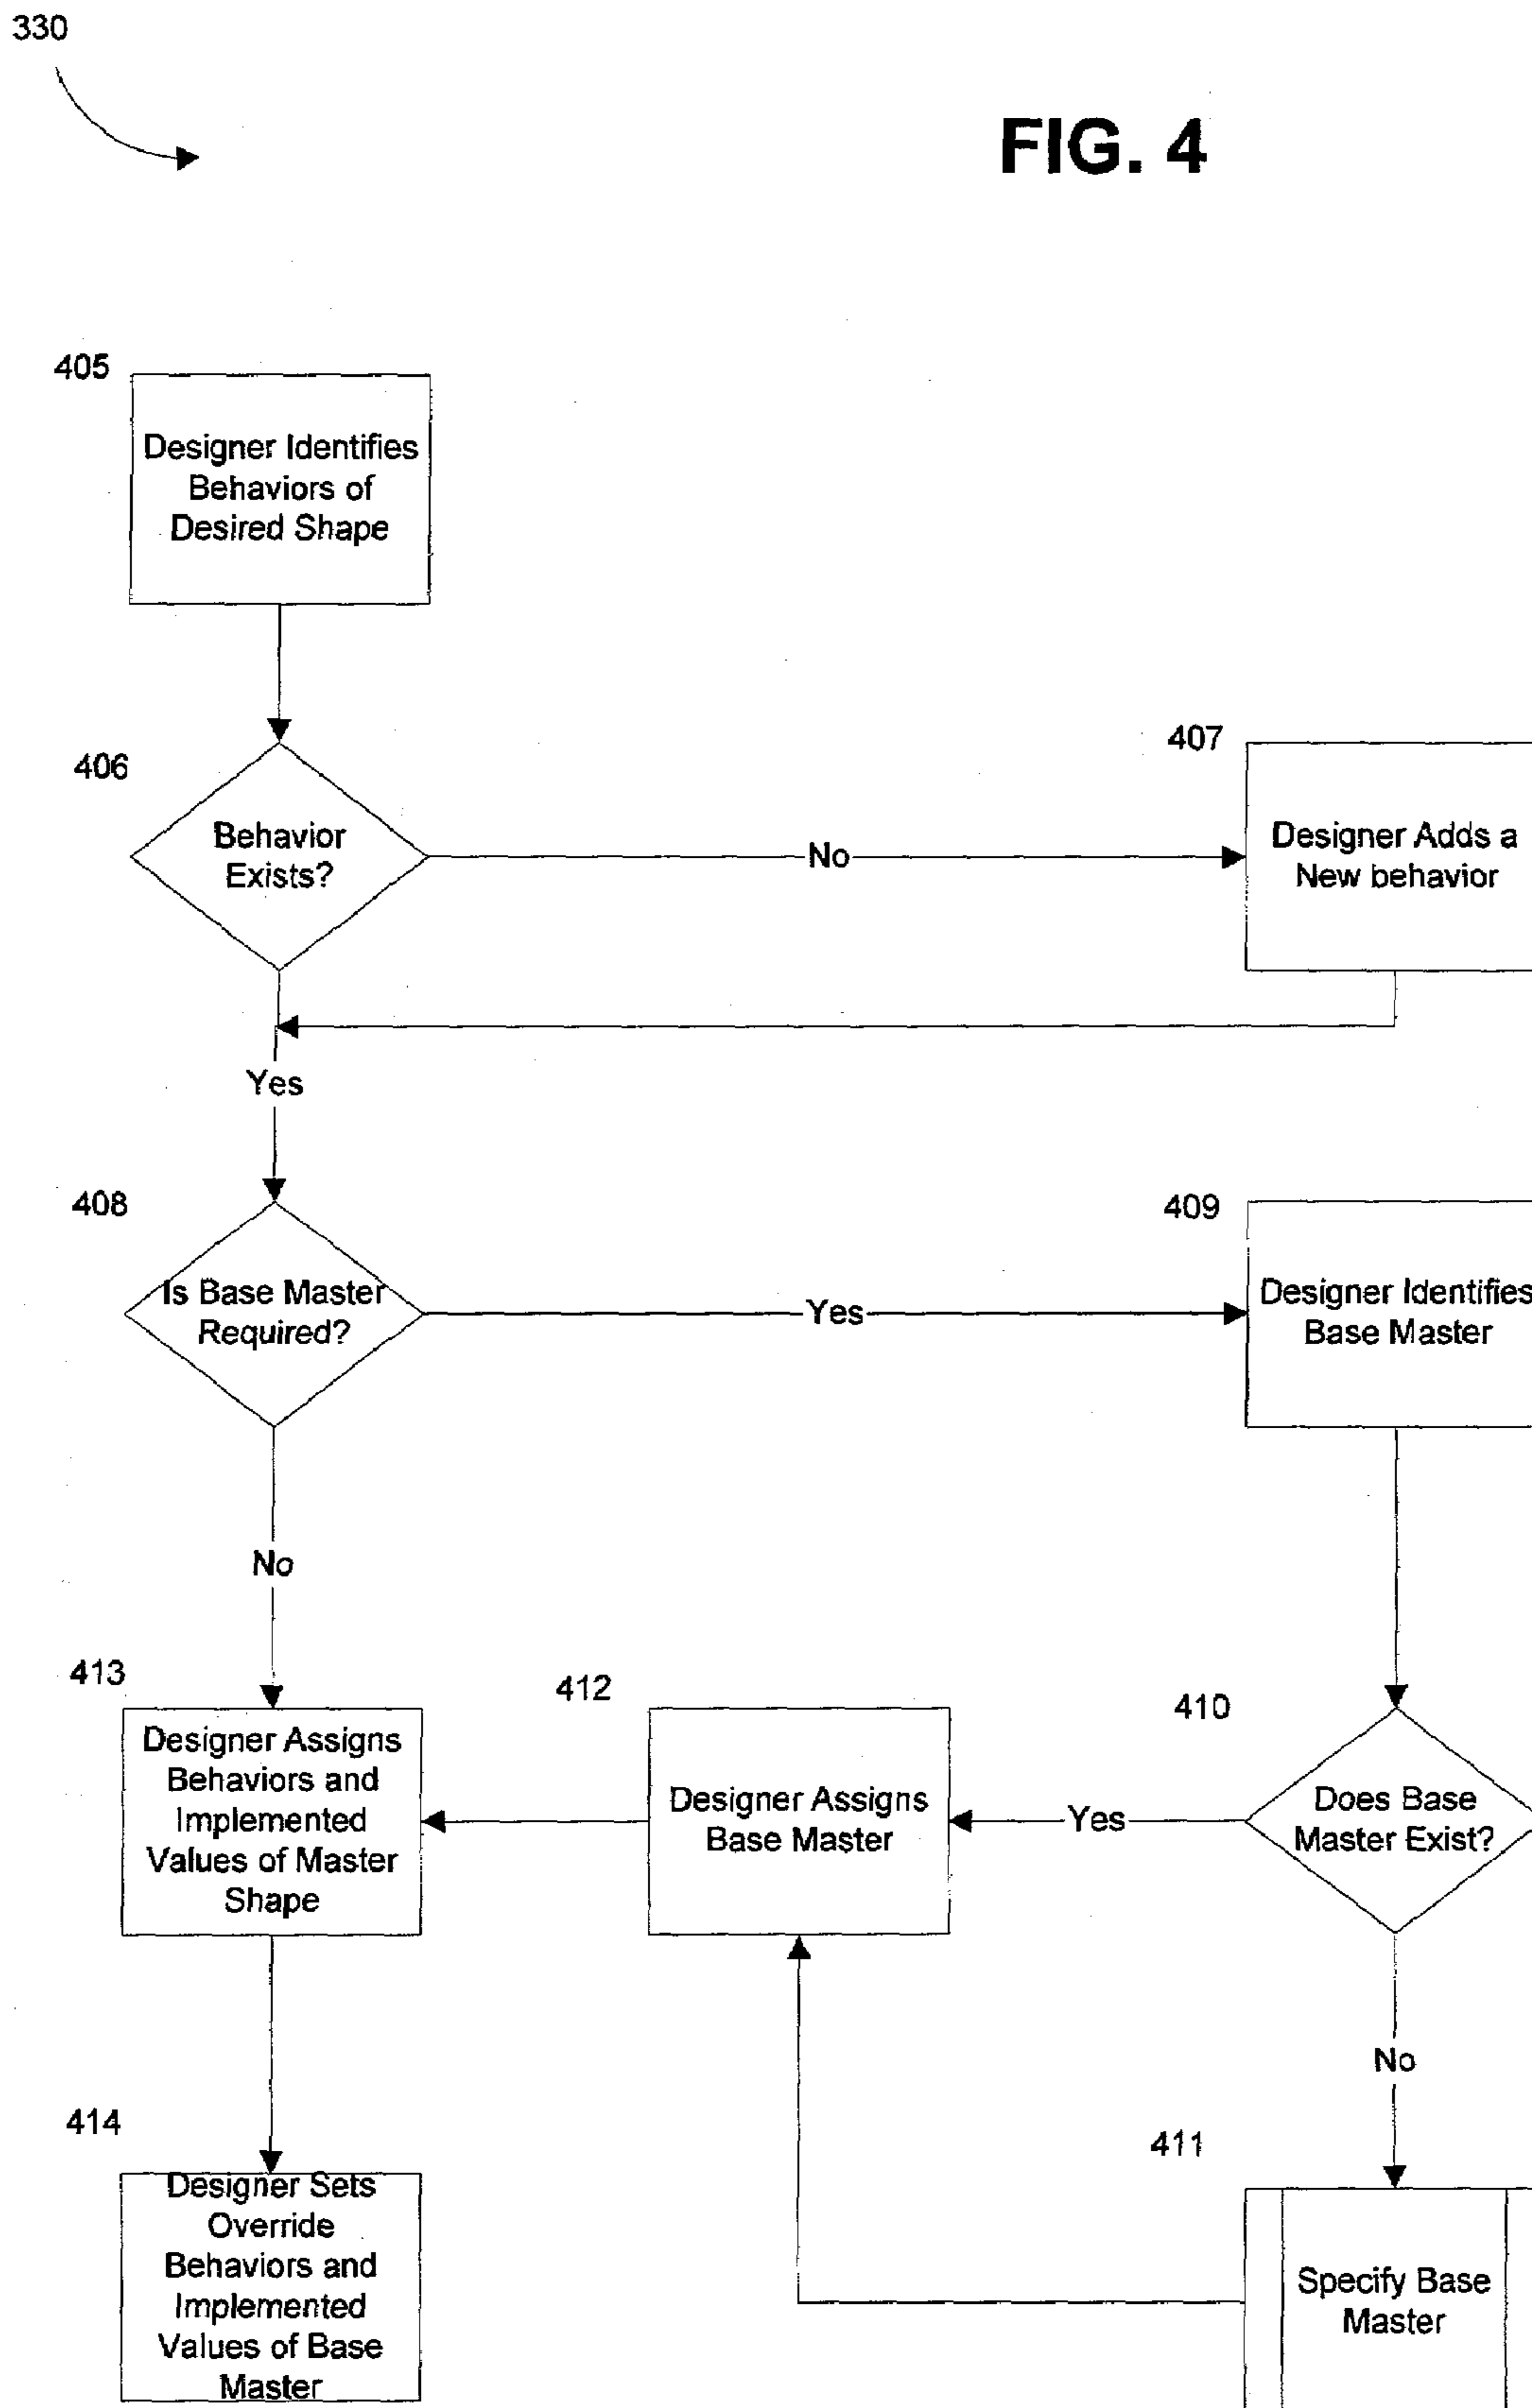 330
FIG. 4
405
Designer Identifies
Behaviors of
Desired Shape
406
Behavior
Exists?
No
407
Designer Adds a
New behavior
Yes
408
Is Base Master
Required?
Yes
409
Designer Identifies
Base Master
No
413
Designer Assigns
Behaviors and
Implemented
Values of Master
Shape
412
Designer Assigns
Base Master
Yes
410
Does Base
Master Exist?
No
414
Designer Sets
Override
Behaviors and
Implemented
Values of Base
Master
411
Specify Base
Master